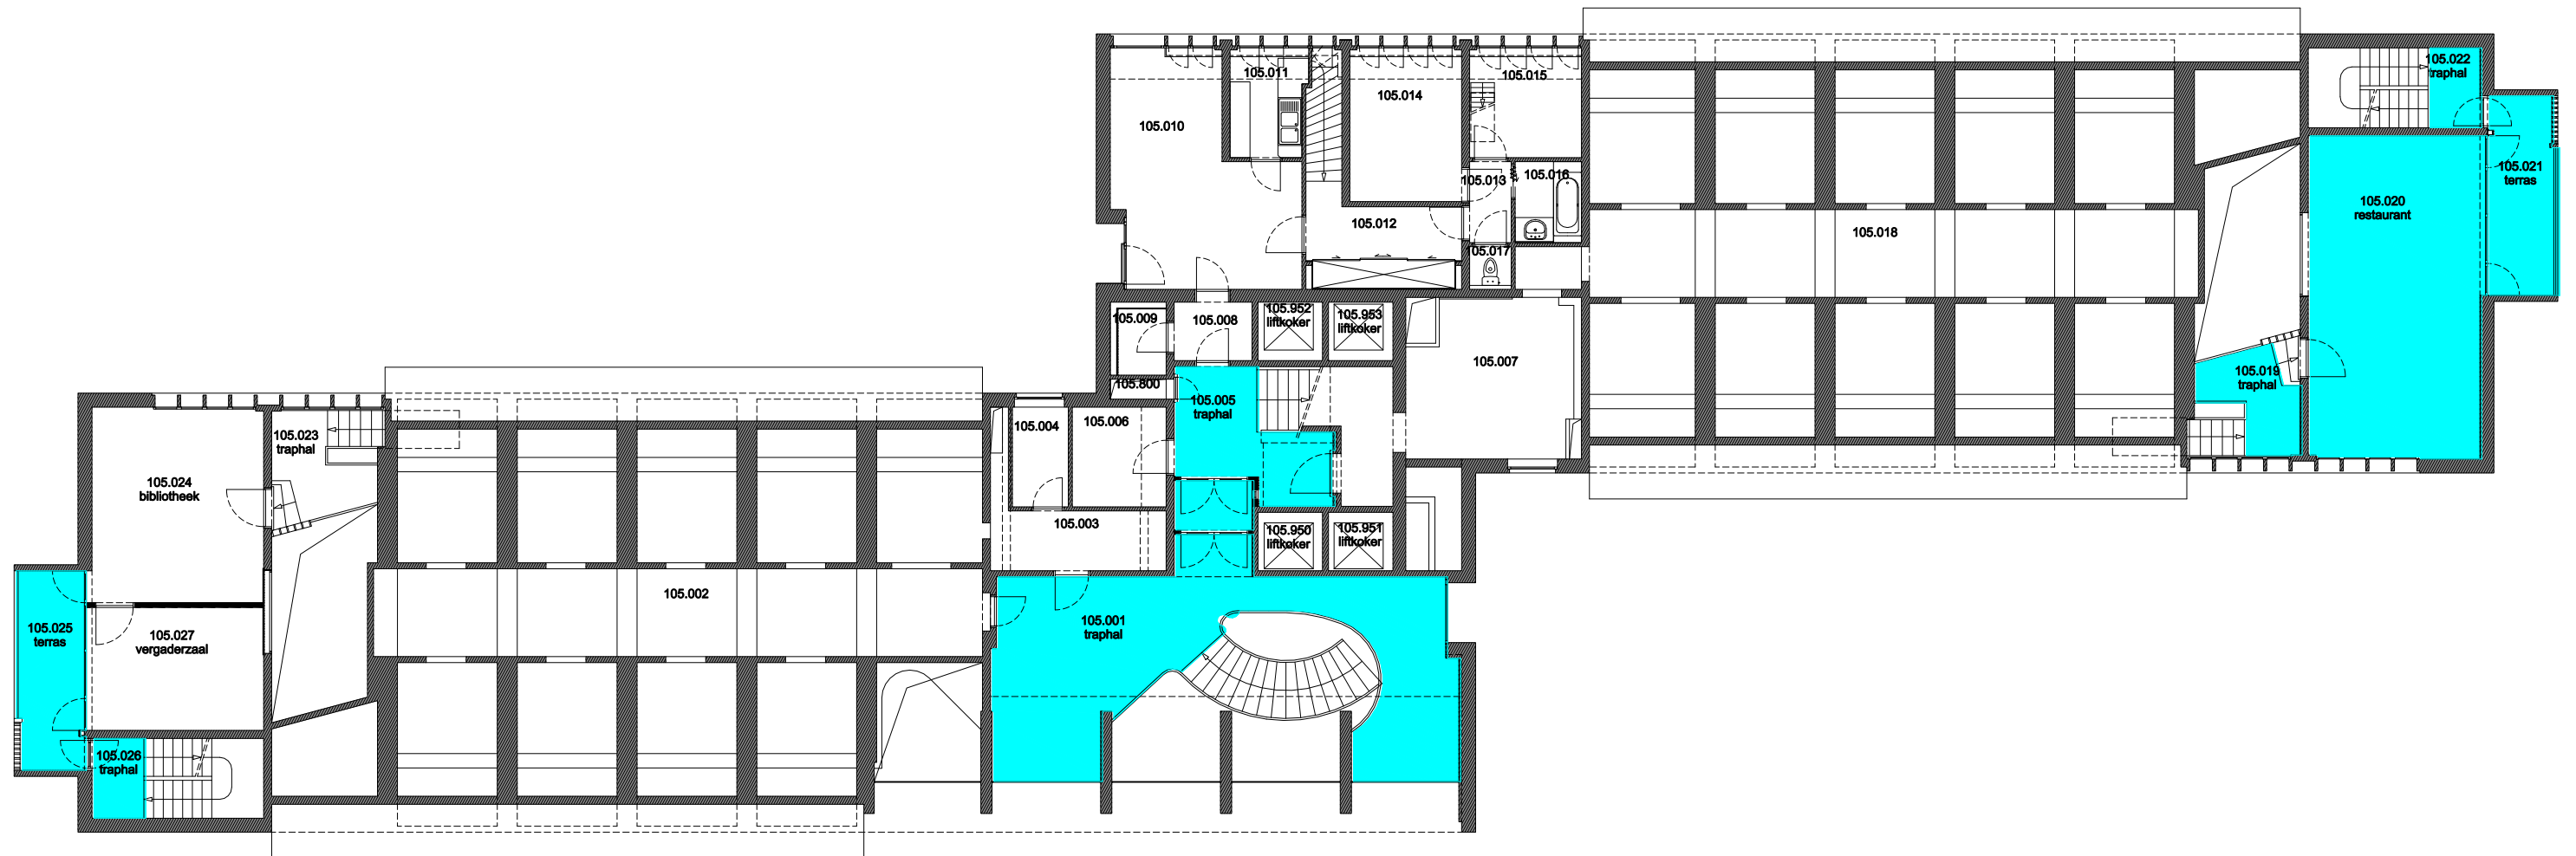 105.022
traphal
105.011
105.015
105.014
105.010
105.021
terras
105.013
105.016
105.020
restaurant
105.012
105.018
105.017
105.952
liftkoker
105.953
liftkoker
105.009
105.008
105.007
105.019
traphal
105.800
105.005
traphal
105.004
105.006
105.023
traphal
105.024
bibliotheek
105.003
105.950
liftkoker
105.951
liftkoker
105.002
105.001
traphal
105.025
terras
105.027
vergaderzaal
105.026
traphal